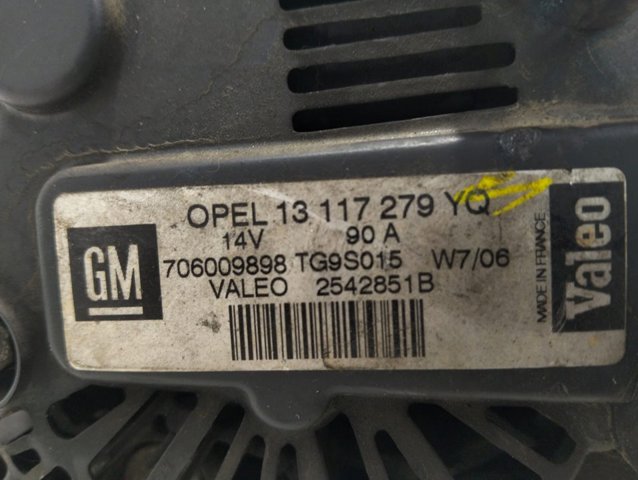 OPEL 13 117 279 YQ
14V 90 A
GM
706009898 TG9S015 W7/06
VALEO 2542851B
MADE IN FRANCE
Valeo